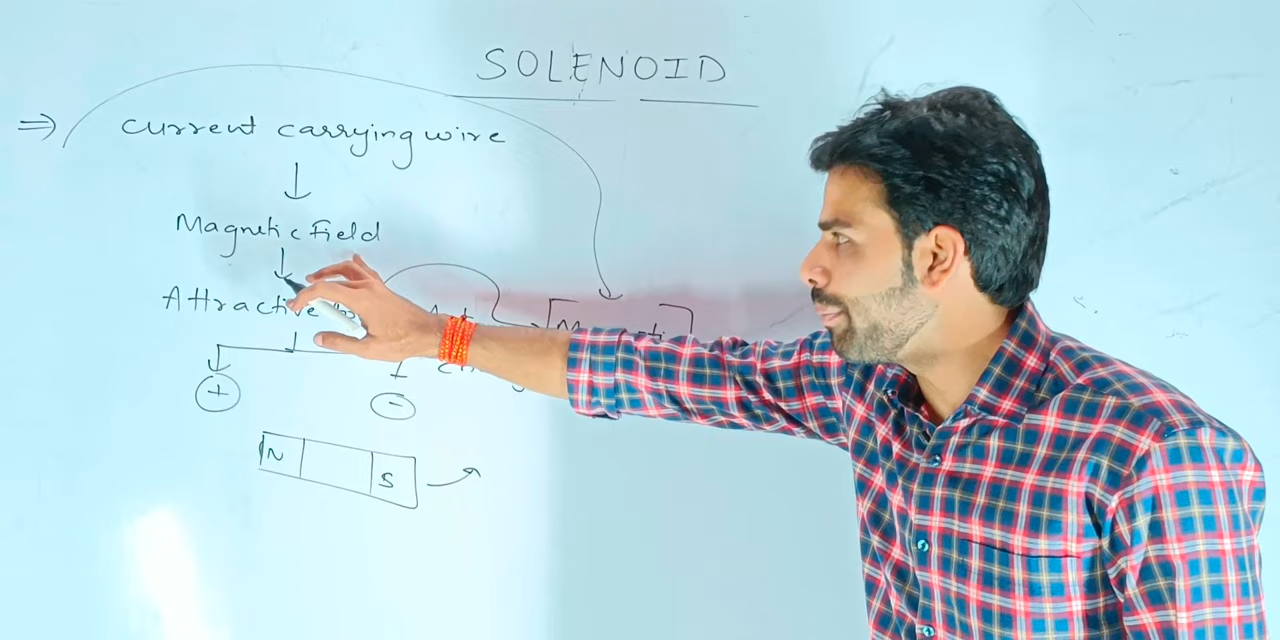 SOLENOID
⇒ Current carrying wire
↓
Magnetic Field
↓
Attractive
+ -
N S